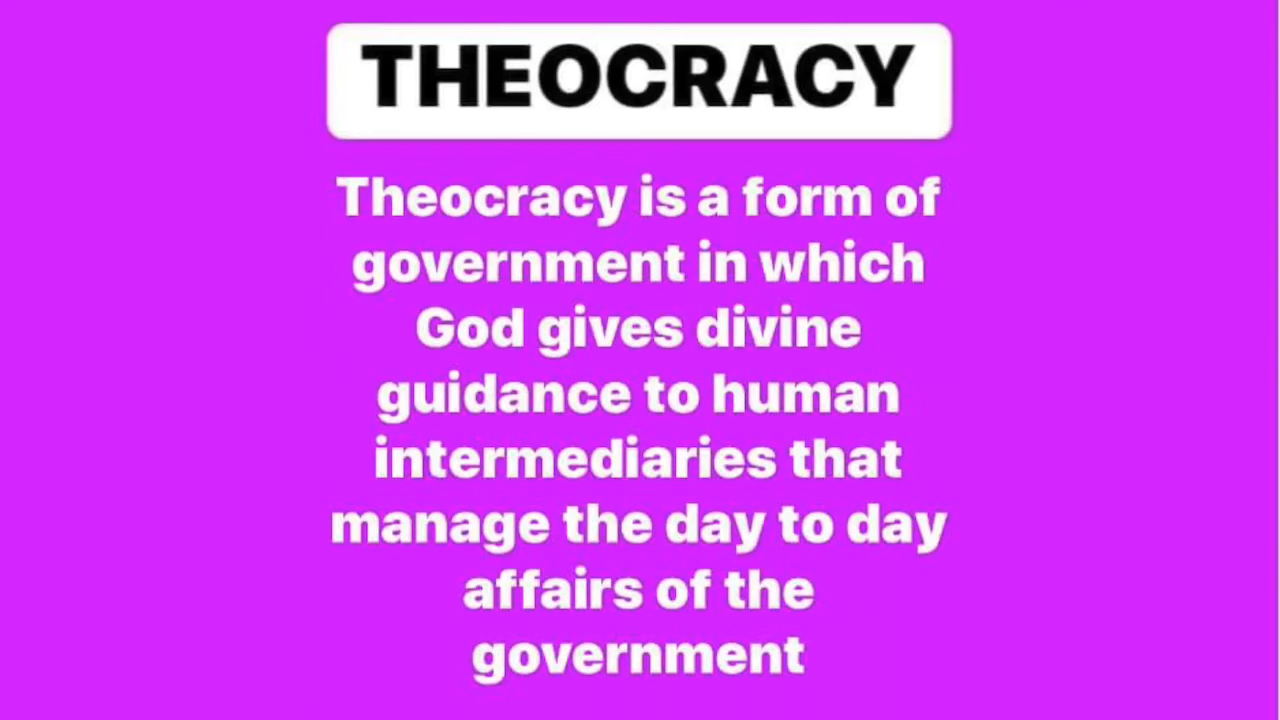 THEOCRACY
Theocracy is a form of
government in which
God gives divine
guidance to human
intermediaries that
manage the day to day
affairs of the
government